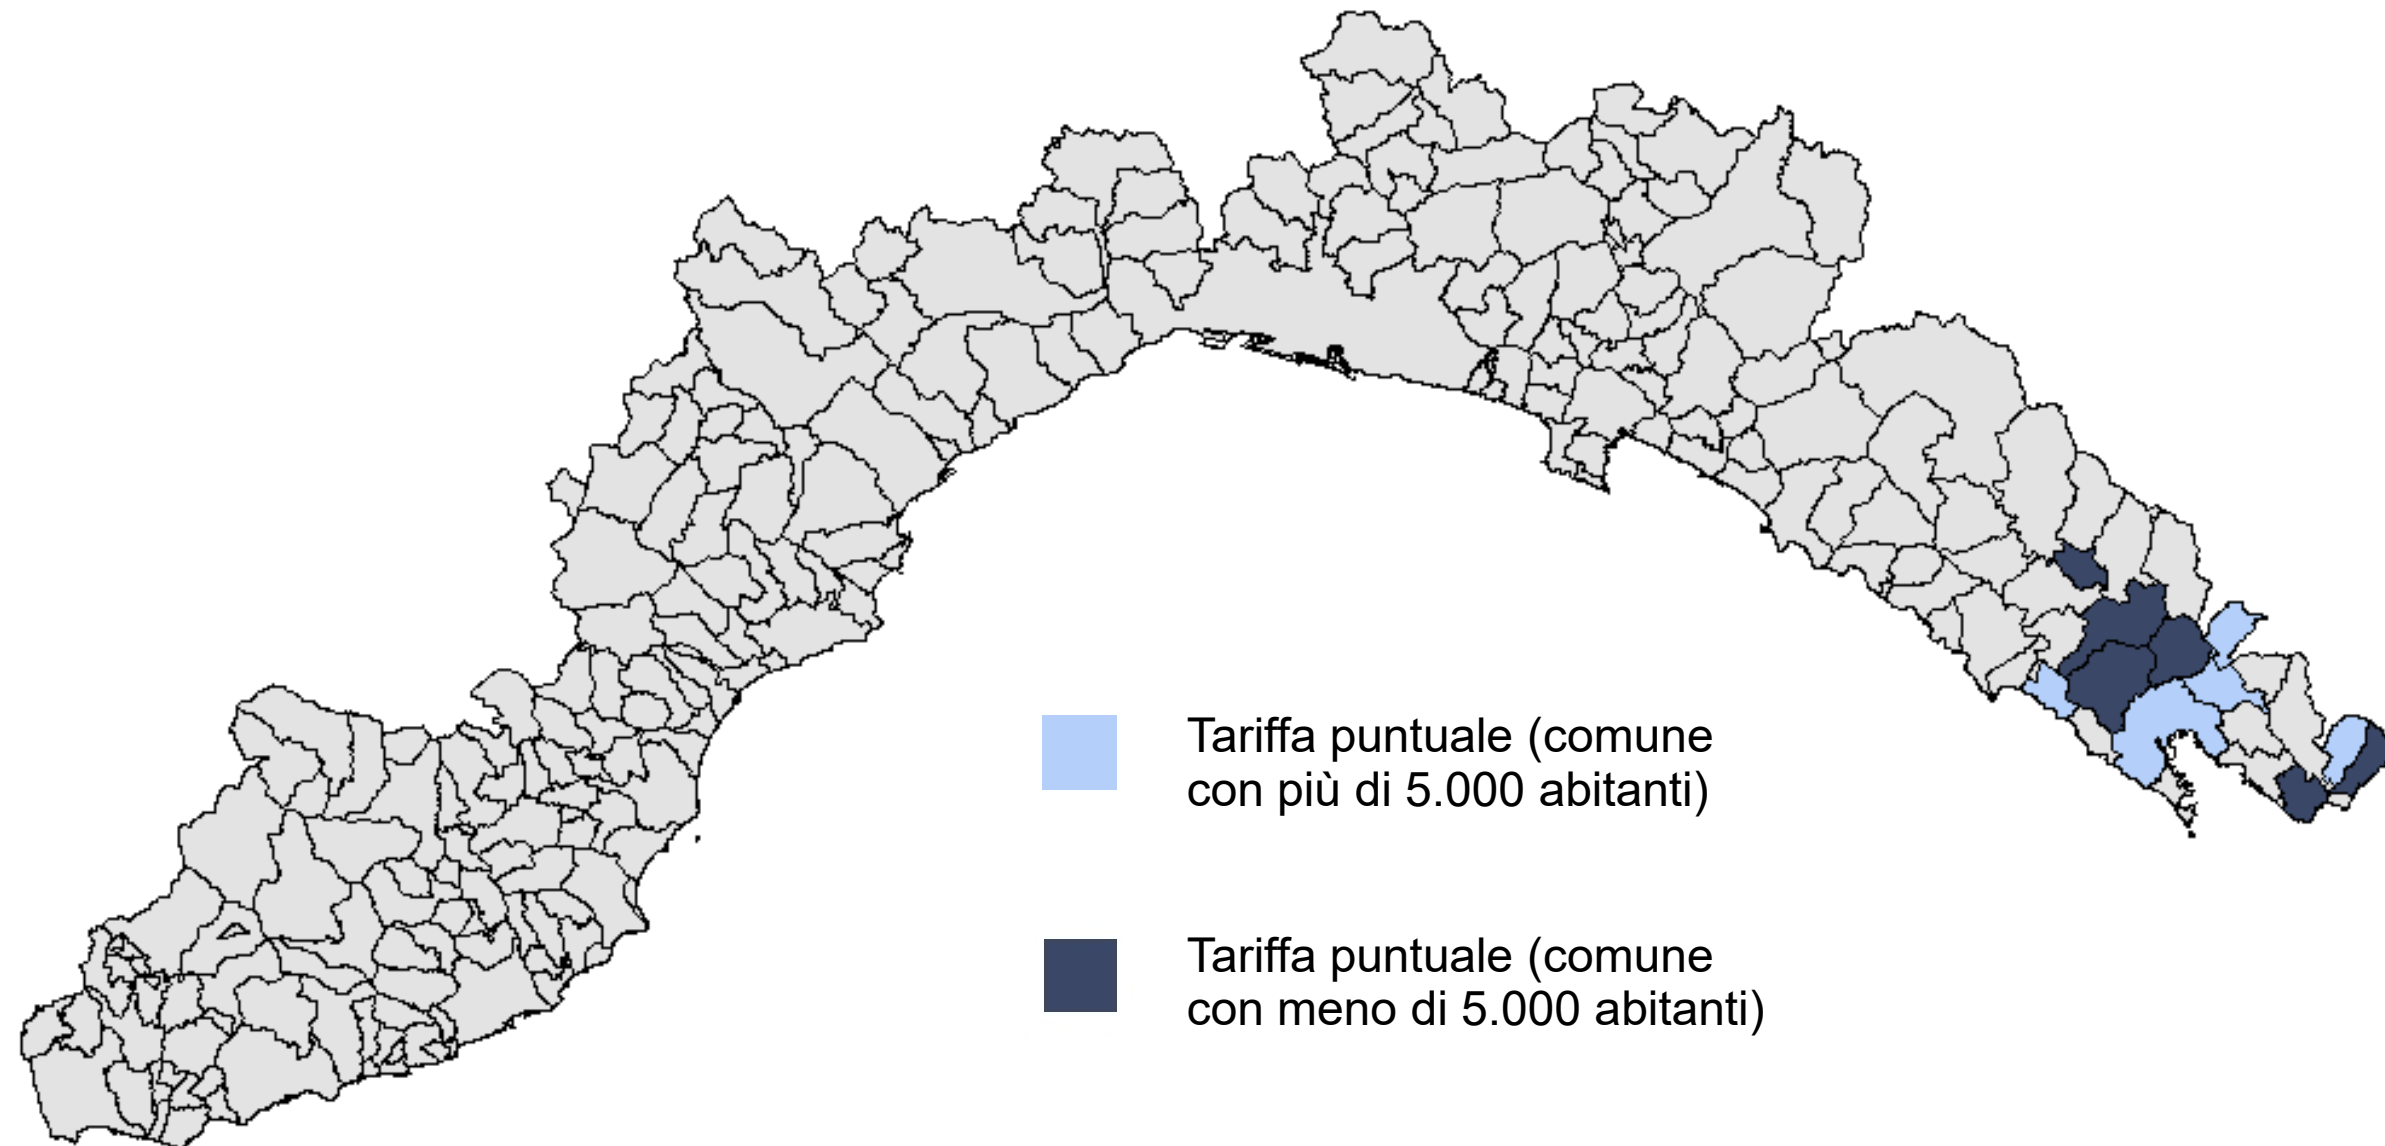 Tariffa puntuale (comune
con più di 5.000 abitanti)
Tariffa puntuale (comune
con meno di 5.000 abitanti)